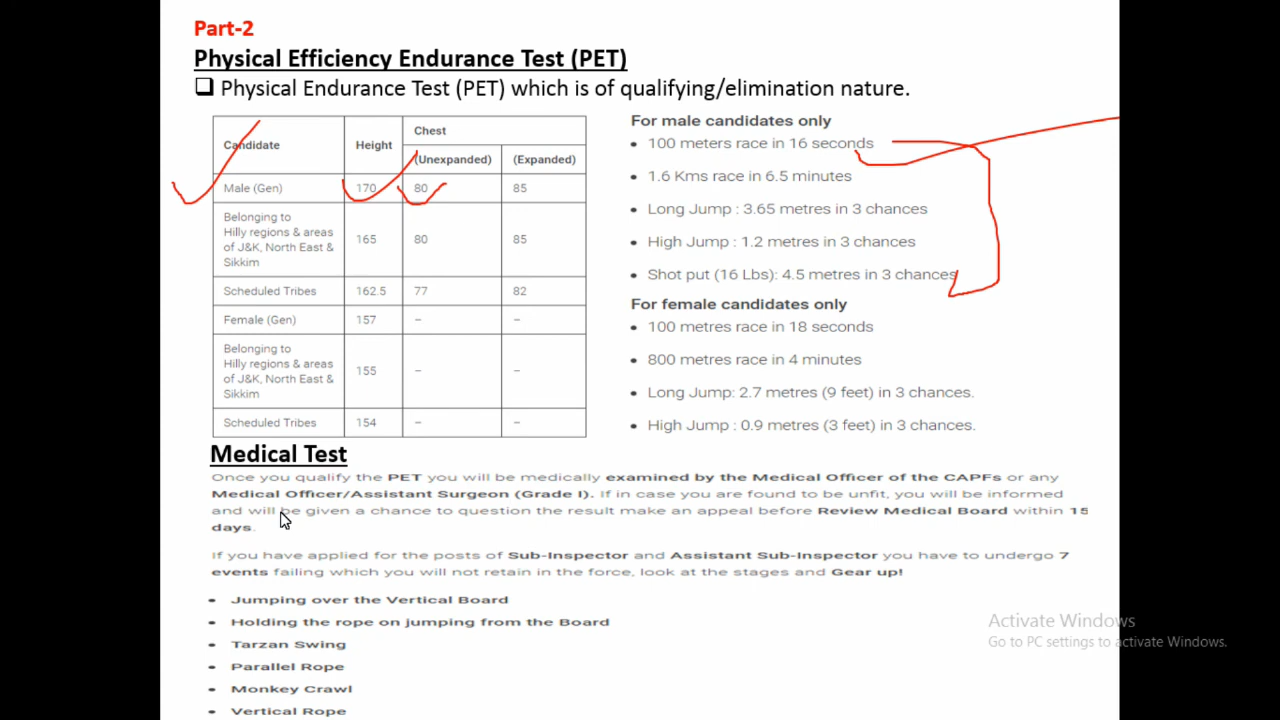 Part-2
Physical Efficiency Endurance Test (PET)
Physical Endurance Test (PET) which is of qualifying/elimination nature.
Candidate Height Chest
(Unexpanded) (Expanded)
Male (Gen) 170 80 85
Belonging to
Hilly regions & areas
of J&K, North East &
Sikkim
165 80 85
Scheduled Tribes 162.5 77 82
Female (Gen) 157 – –
Belonging to
Hilly regions & areas
of J&K, North East &
Sikkim
155 – –
Scheduled Tribes 154 – –
For male candidates only
• 100 meters race in 16 seconds
• 1.6 Kms race in 6.5 minutes
• Long Jump : 3.65 metres in 3 chances
• High Jump : 1.2 metres in 3 chances
• Shot put (16 Lbs): 4.5 metres in 3 chances
For female candidates only
• 100 metres race in 18 seconds
• 800 metres race in 4 minutes
• Long Jump: 2.7 metres (9 feet) in 3 chances.
• High Jump : 0.9 metres (3 feet) in 3 chances.
Medical Test
Once you qualify the PET you will be medically examined by the Medical Officer of the CAPFs or any
Medical Officer/Assistant Surgeon (Grade I). If in case you are found to be unfit, you will be informed
and will be given a chance to question the result make an appeal before Review Medical Board within 15
days.
If you have applied for the posts of Sub-Inspector and Assistant Sub-Inspector you have to undergo 7
events failing which you will not retain in the force, look at the stages and Gear up!
• Jumping over the Vertical Board
• Holding the rope on jumping from the Board
• Tarzan Swing
• Parallel Rope
• Monkey Crawl
• Vertical Rope
Activate Windows
Go to PC settings to activate Windows.